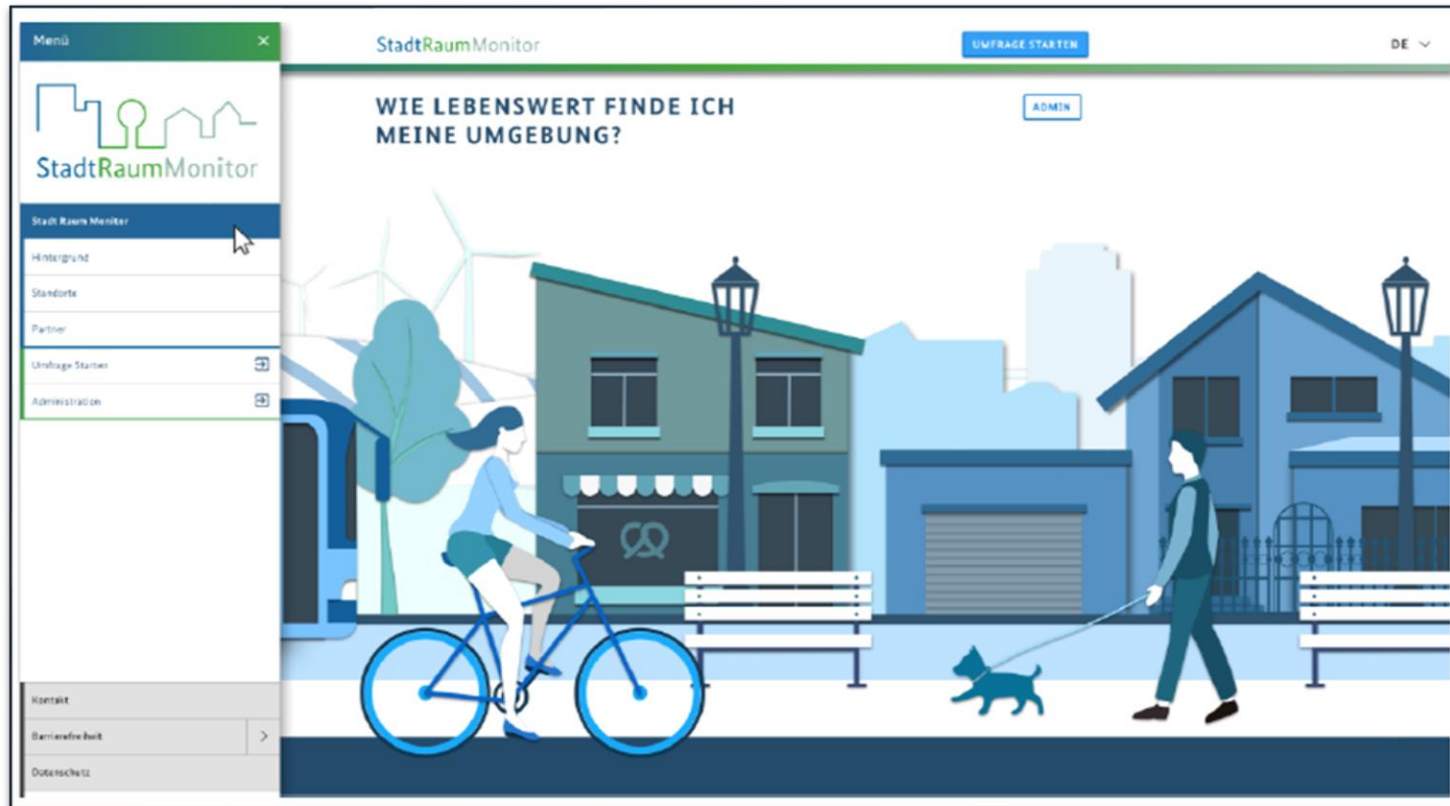 Menü
StadtRaumMonitor
Stadt Raum Monitor
Hintergrund
Standorte
Partner
Umfrage Starten
Administration
Kontakt
Barrierefreiheit
Datenschutz
StadtRaumMonitor
UMFRAGE STARTEN
DE
WIE LEBENSWERT FINDE ICH
MEINE UMGEBUNG?
ADMIN